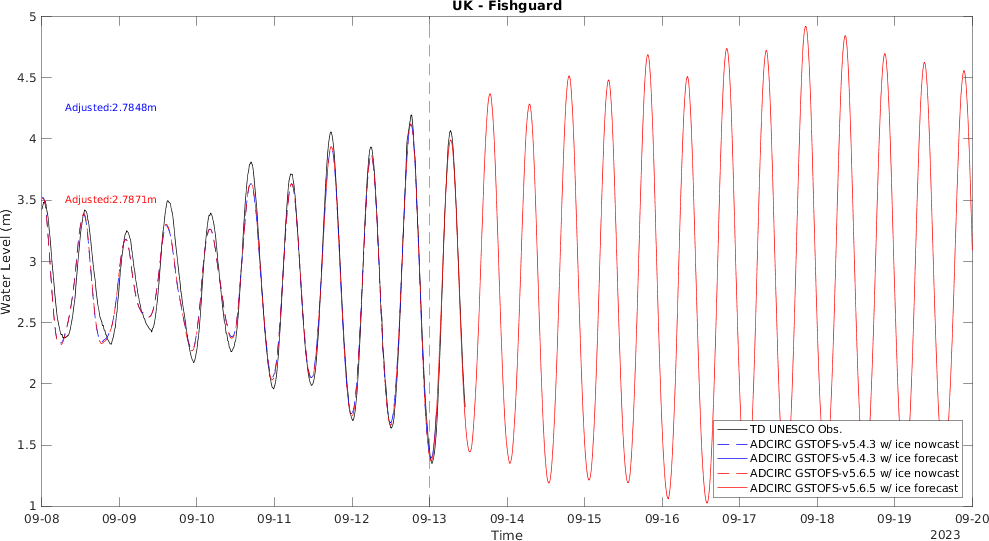 UK - Fishguard
5
4.5
4
3.5
3
2.5
2
1.5
1
Water Level (m)
Adjusted:2.7848m
Adjusted:2.7871m
TD UNESCO Obs.
ADCIRC GSTOFS-v5.4.3 w/ ice nowcast
ADCIRC GSTOFS-v5.4.3 w/ ice forecast
ADCIRC GSTOFS-v5.6.5 w/ ice nowcast
ADCIRC GSTOFS-v5.6.5 w/ ice forecast
09-08 09-09 09-10 09-11 09-12 09-13 09-14 09-15 09-16 09-17 09-18 09-19 09-20
Time
2023